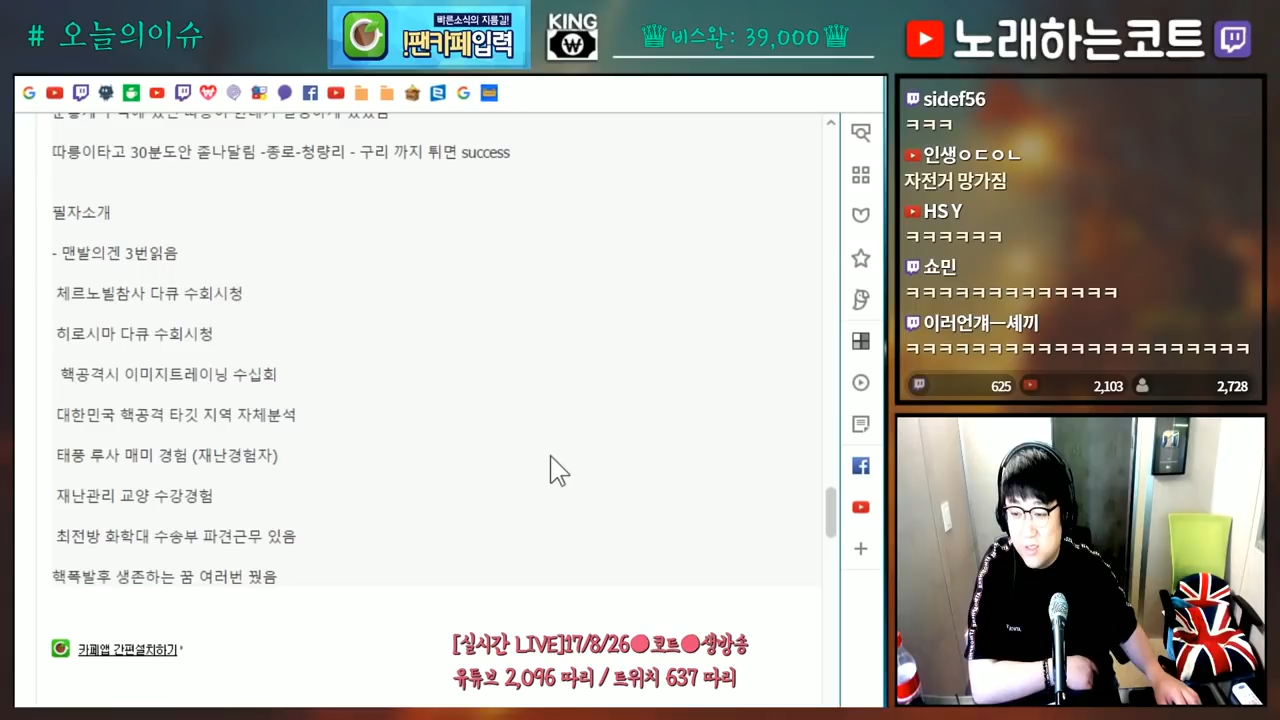 # 오늘의이슈
빠른소식의 지름길!
!팬카페입력
KING
₩
비스완: 39,000
노래하는코트
따릉이타고 30분도안 졷나달림 -종로-청량리 - 구리 까지 튀면 success
필자소개
- 맨발의겐 3번읽음
체르노빌참사 다큐 수회시청
히로시마 다큐 수회시청
핵공격시 이미지트레이닝 수십회
대한민국 핵공격 타깃 지역 자체분석
태풍 루사 매미 경험 (재난경험자)
재난관리 교양 수강경험
최전방 화학대 수송부 파견근무 있음
핵폭발후 생존하는 꿈 여러번 꿨음
카페앱 간편설치하기
[실시간 LIVE]17/8/26●코트●생방송
유튜브 2,096 따리 / 트위치 637 따리
sidef56
ㅋㅋㅋ
인생ㅇㄷㅇㄴ
자전거 망가짐
HS Y
ㅋㅋㅋㅋㅋㅋ
쇼민
ㅋㅋㅋㅋㅋㅋㅋㅋㅋㅋㅋㅋㅋ
이러언걔―셰끼
ㅋㅋㅋㅋㅋㅋㅋㅋㅋㅋㅋㅋㅋㅋㅋㅋㅋㅋㅋㅋㅋ
625
2,103
2,728